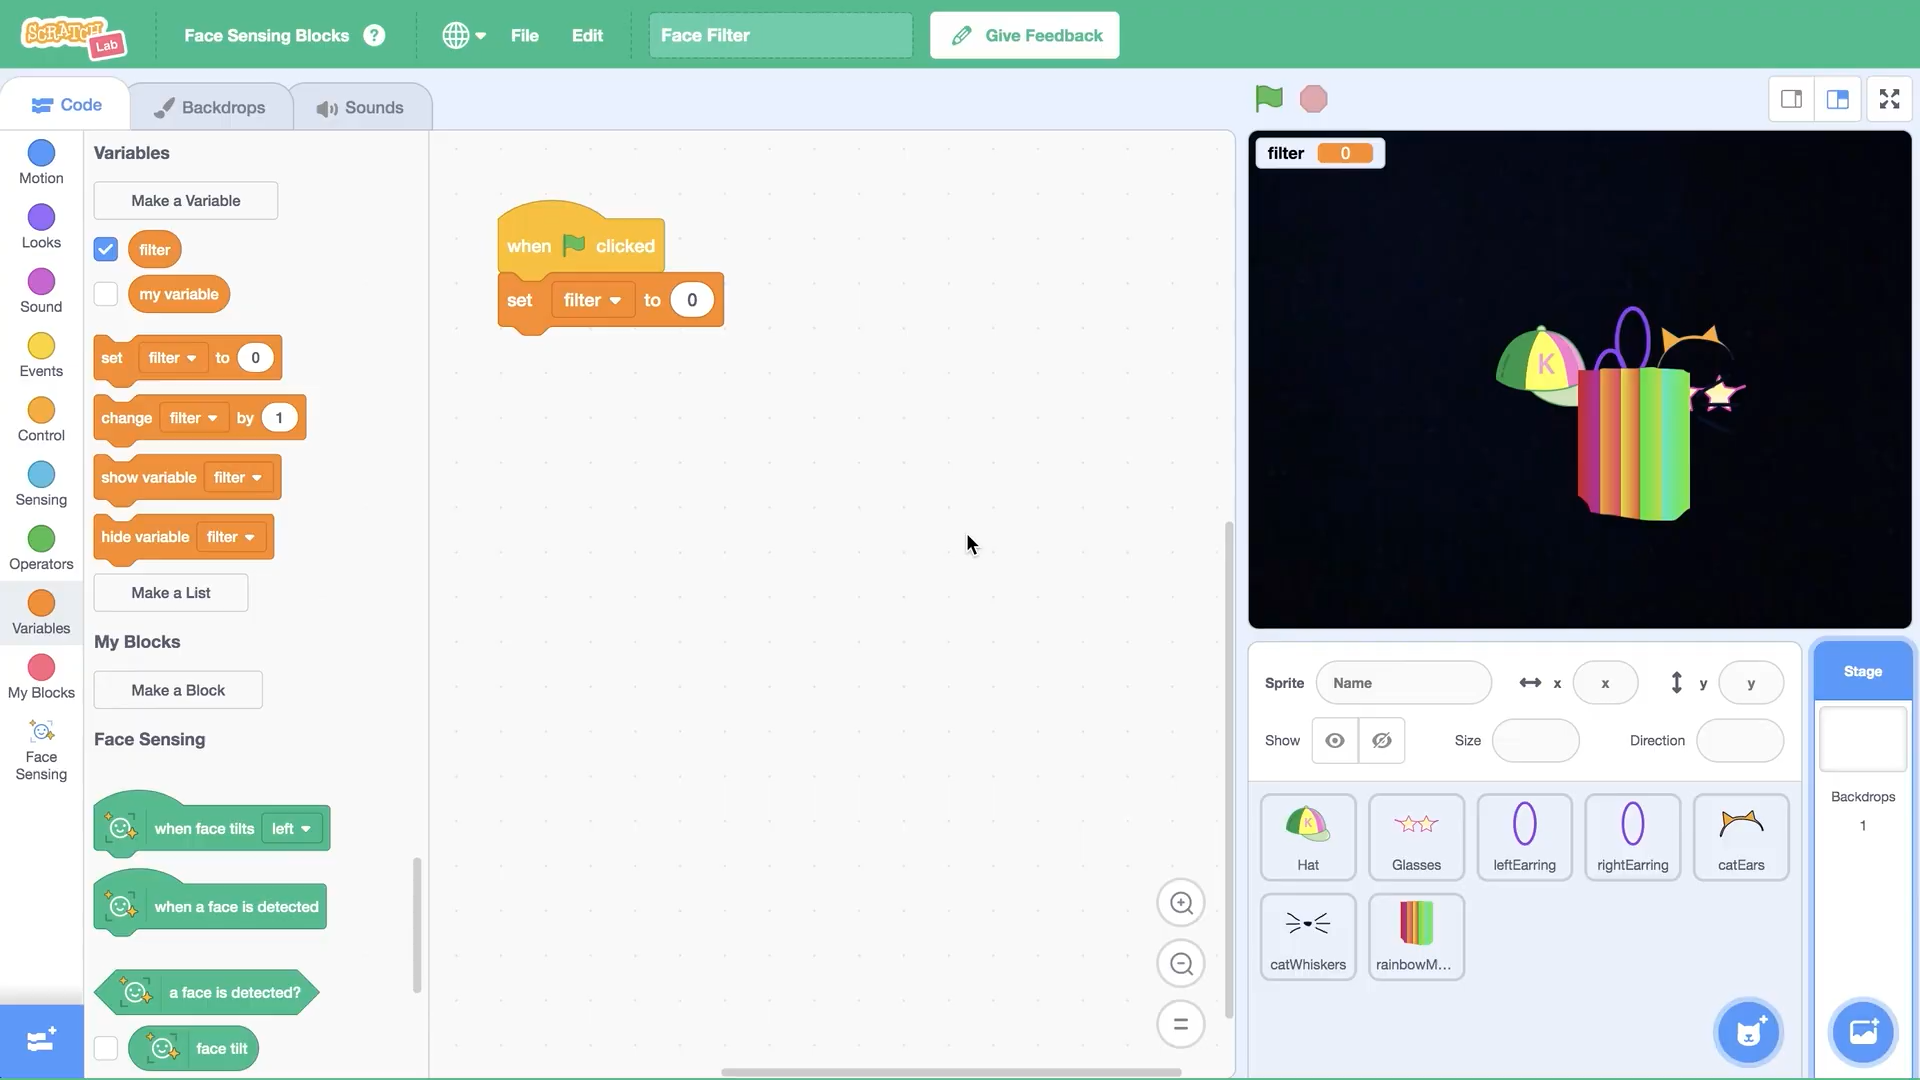 SCRATCH Lab
Face Sensing Blocks ? File Edit Face Filter Give Feedback
Code Backdrops Sounds
Motion
Looks
Sound
Events
Control
Sensing
Operators
Variables
My Blocks
Face
Sensing
Variables
Make a Variable
filter
my variable
set filter to 0
change filter by 1
show variable filter
hide variable filter
Make a List
My Blocks
Make a Block
Face Sensing
when face tilts left
when a face is detected
a face is detected?
face tilt
when clicked
set filter to 0
filter 0
K
Sprite Name x x y y
Show Size Direction
K
Hat
Glasses
leftEarring
rightEarring
catEars
catWhiskers
rainbowM...
Stage
Backdrops
1